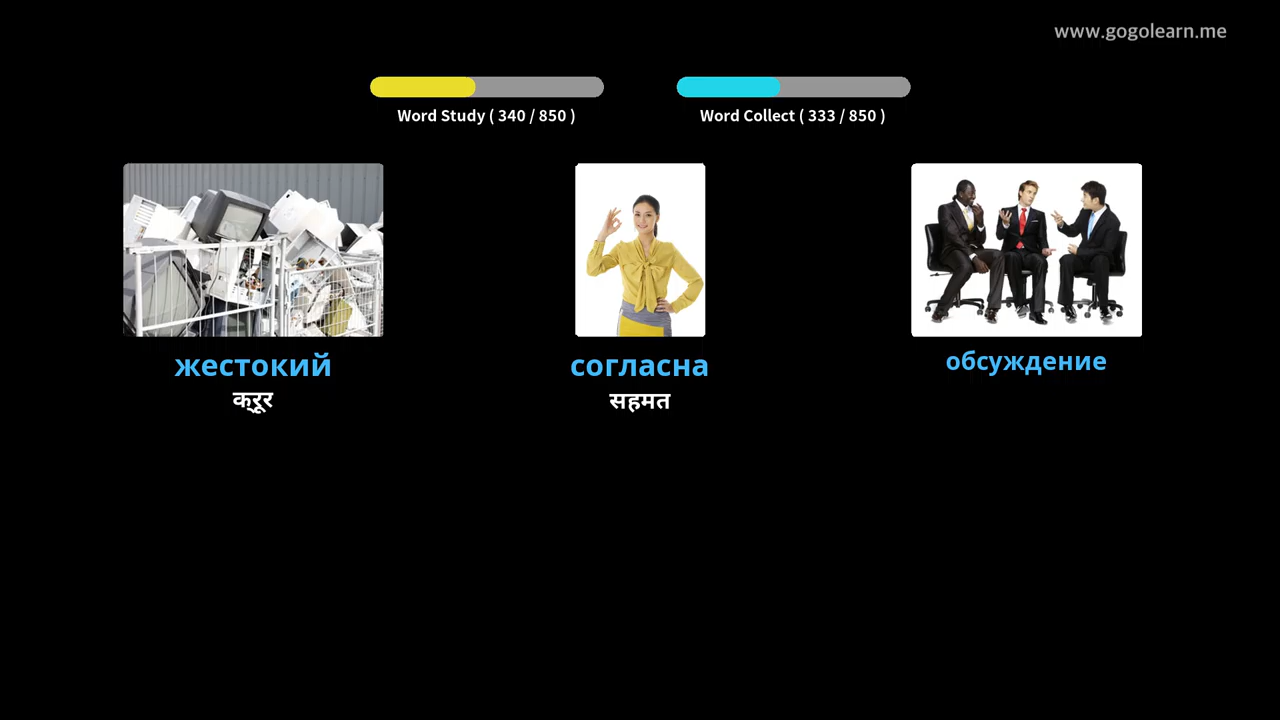 www.gogolearn.me
Word Study ( 340 / 850 )
Word Collect ( 333 / 850 )
жестокий
क्रूर
согласна
सहमत
обсуждение